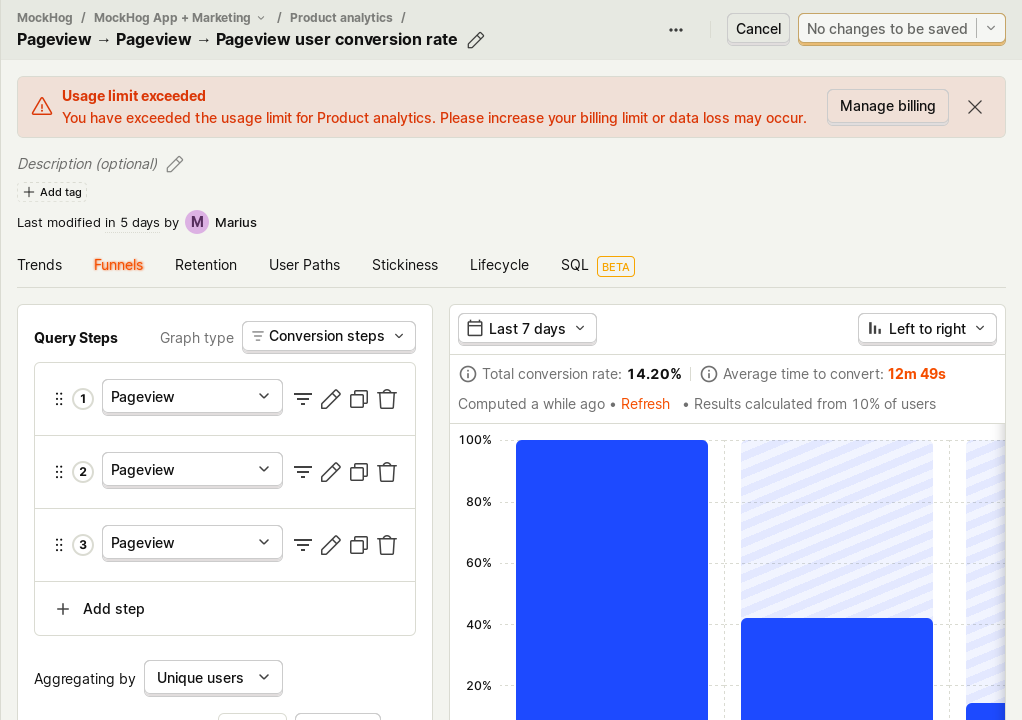 MockHog / MockHog App + Marketing / Product analytics /
Pageview → Pageview → Pageview user conversion rate
Cancel
No changes to be saved
Usage limit exceeded
You have exceeded the usage limit for Product analytics. Please increase your billing limit or data loss may occur.
Manage billing
Description (optional)
Add tag
Last modified in 5 days by M Marius
Trends Funnels Retention User Paths Stickiness Lifecycle SQL BETA
Query Steps Graph type Conversion steps
1 Pageview
2 Pageview
3 Pageview
Add step
Aggregating by Unique users
Last 7 days Left to right
Total conversion rate: 14.20% Average time to convert: 12m 49s
Computed a while ago • Refresh • Results calculated from 10% of users
100%
80%
60%
40%
20%